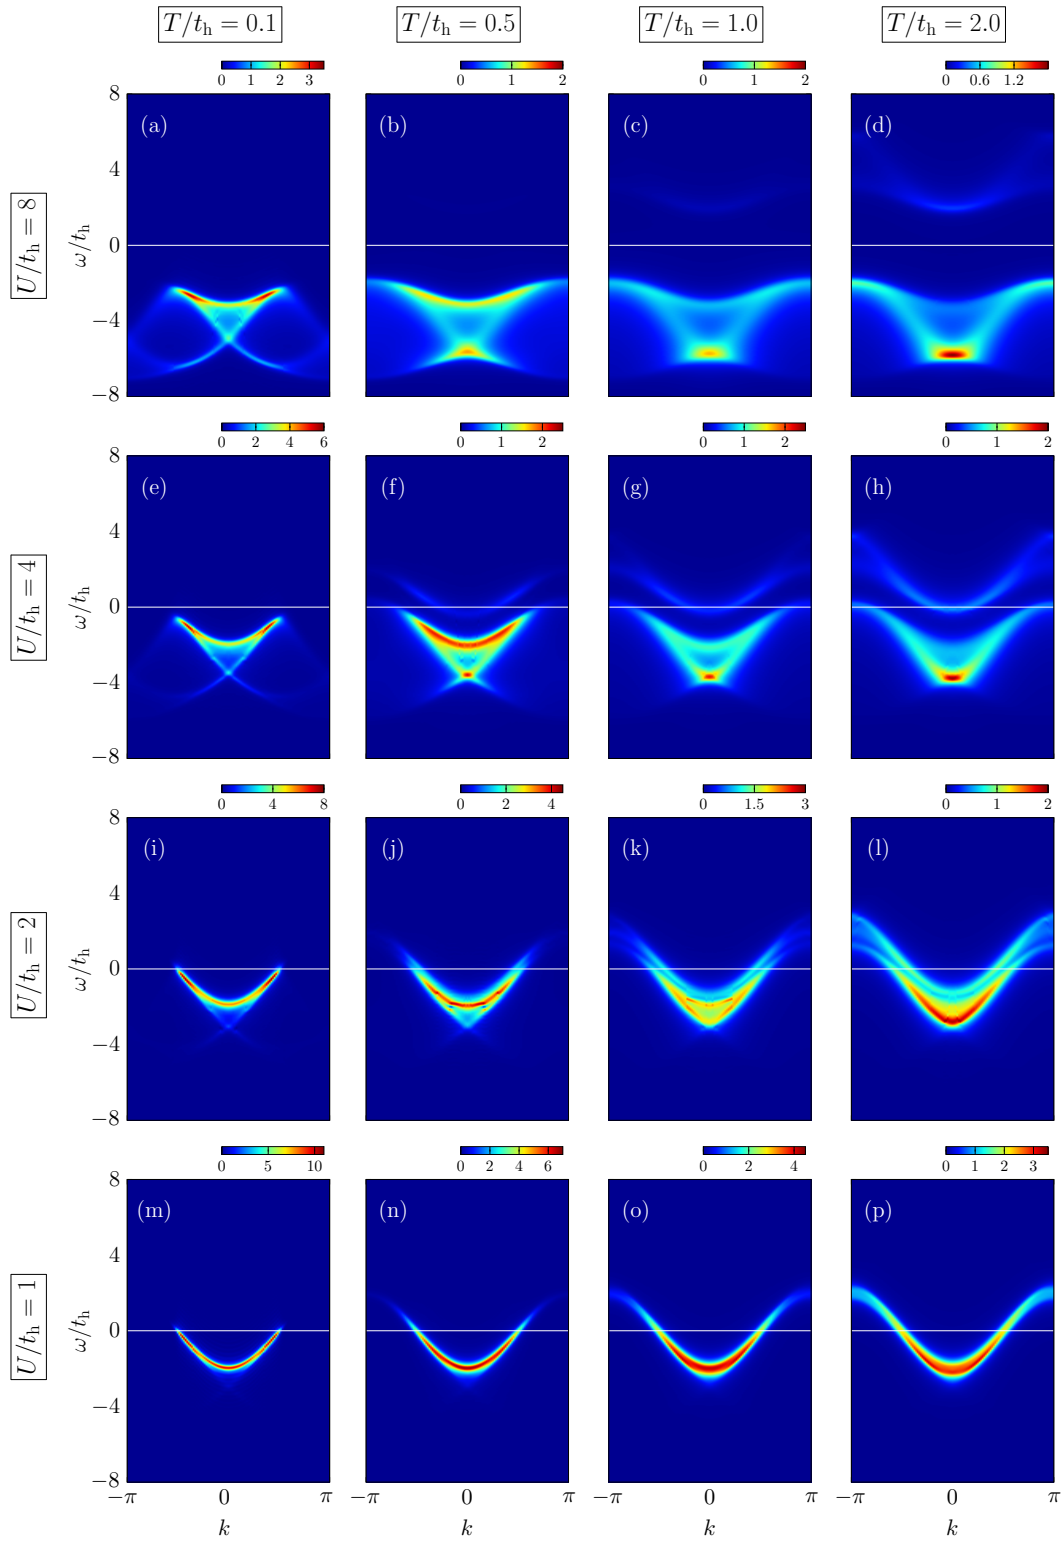 T/t_h = 0.1 T/t_h = 0.5 T/t_h = 1.0 T/t_h = 2.0
0 1 2 3 0 1 2 0 1 2 0 0.6 1.2
U/t_h = 8
ω/t_h
8
4
0
−4
−8
(a) (b) (c) (d)
0 2 4 6 0 1 2 0 1 2 0 1 2
U/t_h = 4
ω/t_h
8
4
0
−4
−8
(e) (f) (g) (h)
0 4 8 0 2 4 0 1.5 3 0 1 2
U/t_h = 2
ω/t_h
8
4
0
−4
−8
(i) (j) (k) (l)
0 5 10 0 2 4 6 0 2 4 0 1 2 3
U/t_h = 1
ω/t_h
8
4
0
−4
−8
(m) (n) (o) (p)
−π 0 π −π 0 π −π 0 π −π 0 π
k k k k